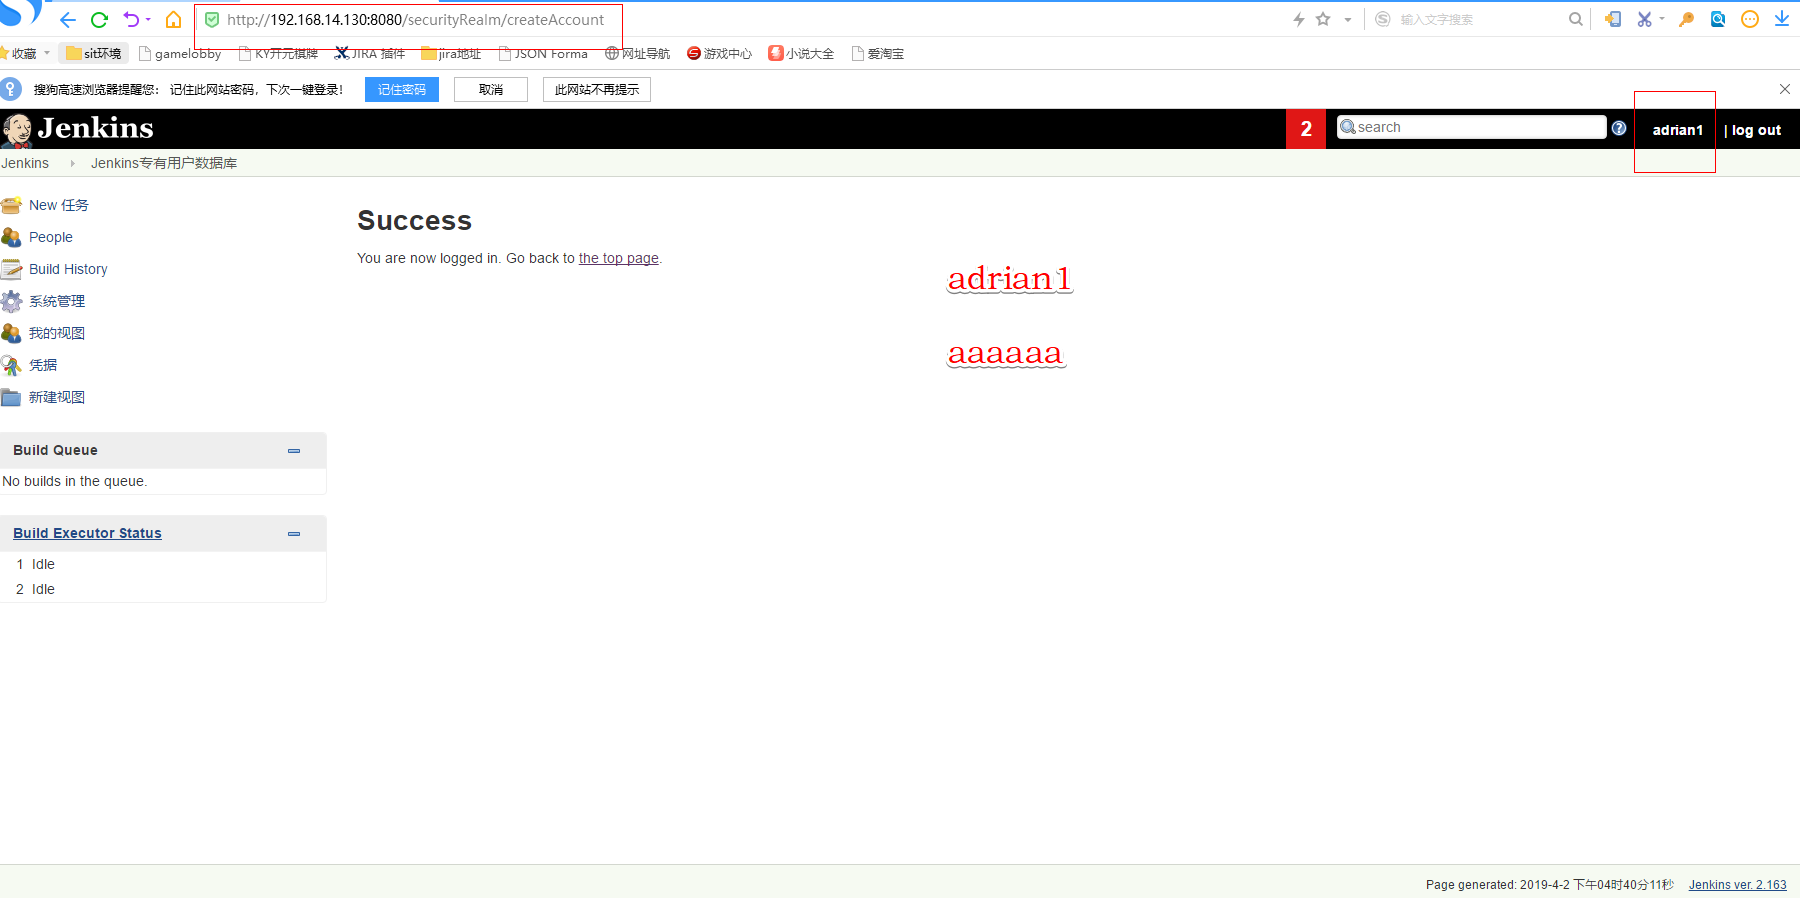 http://192.168.14.130:8080/securityRealm/createAccount
输入文字搜索
收藏 sit环境 gamelobby KY开元棋牌 JIRA 插件 jira地址 JSON Forma 网址导航 游戏中心 小说大全 爱淘宝
搜狗高速浏览器提醒您： 记住此网站密码，下次一键登录！ 记住密码 取消 此网站不再提示
Jenkins 2 search adrian1 | log out
Jenkins Jenkins专有用户数据库
New 任务
People
Build History
系统管理
我的视图
凭据
新建视图
Success
You are now logged in. Go back to the top page.
adrian1
aaaaaa
Build Queue
No builds in the queue.
Build Executor Status
1 Idle
2 Idle
Page generated: 2019-4-2 下午04时40分11秒 Jenkins ver. 2.163